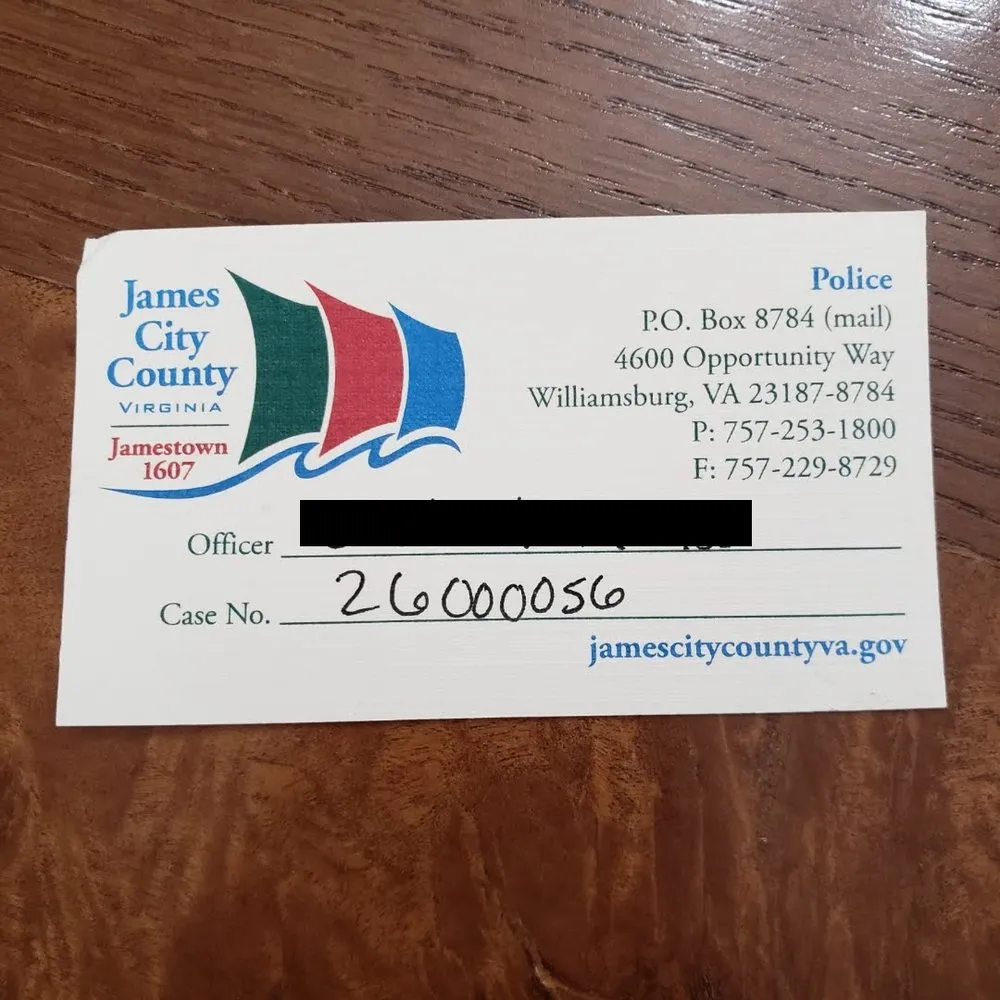 James
City
County
VIRGINIA
Jamestown
1607
Police
P.O. Box 8784 (mail)
4600 Opportunity Way
Williamsburg, VA 23187-8784
P: 757-253-1800
F: 757-229-8729
Officer
Case No. 26000056
jamescitycountyva.gov